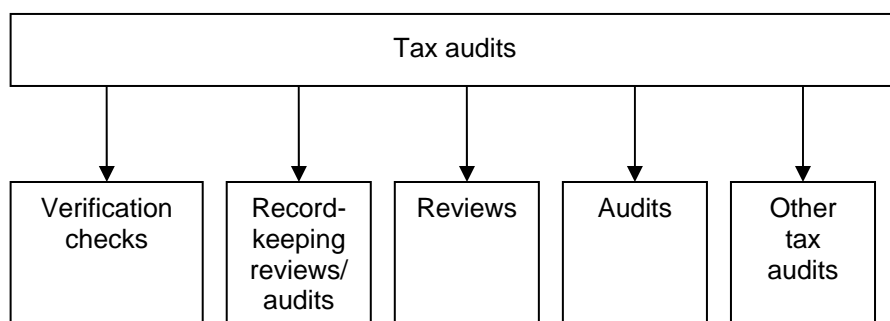 Tax audits
Verification
checks
Record-
keeping
reviews/
audits
Reviews
Audits
Other
tax
audits